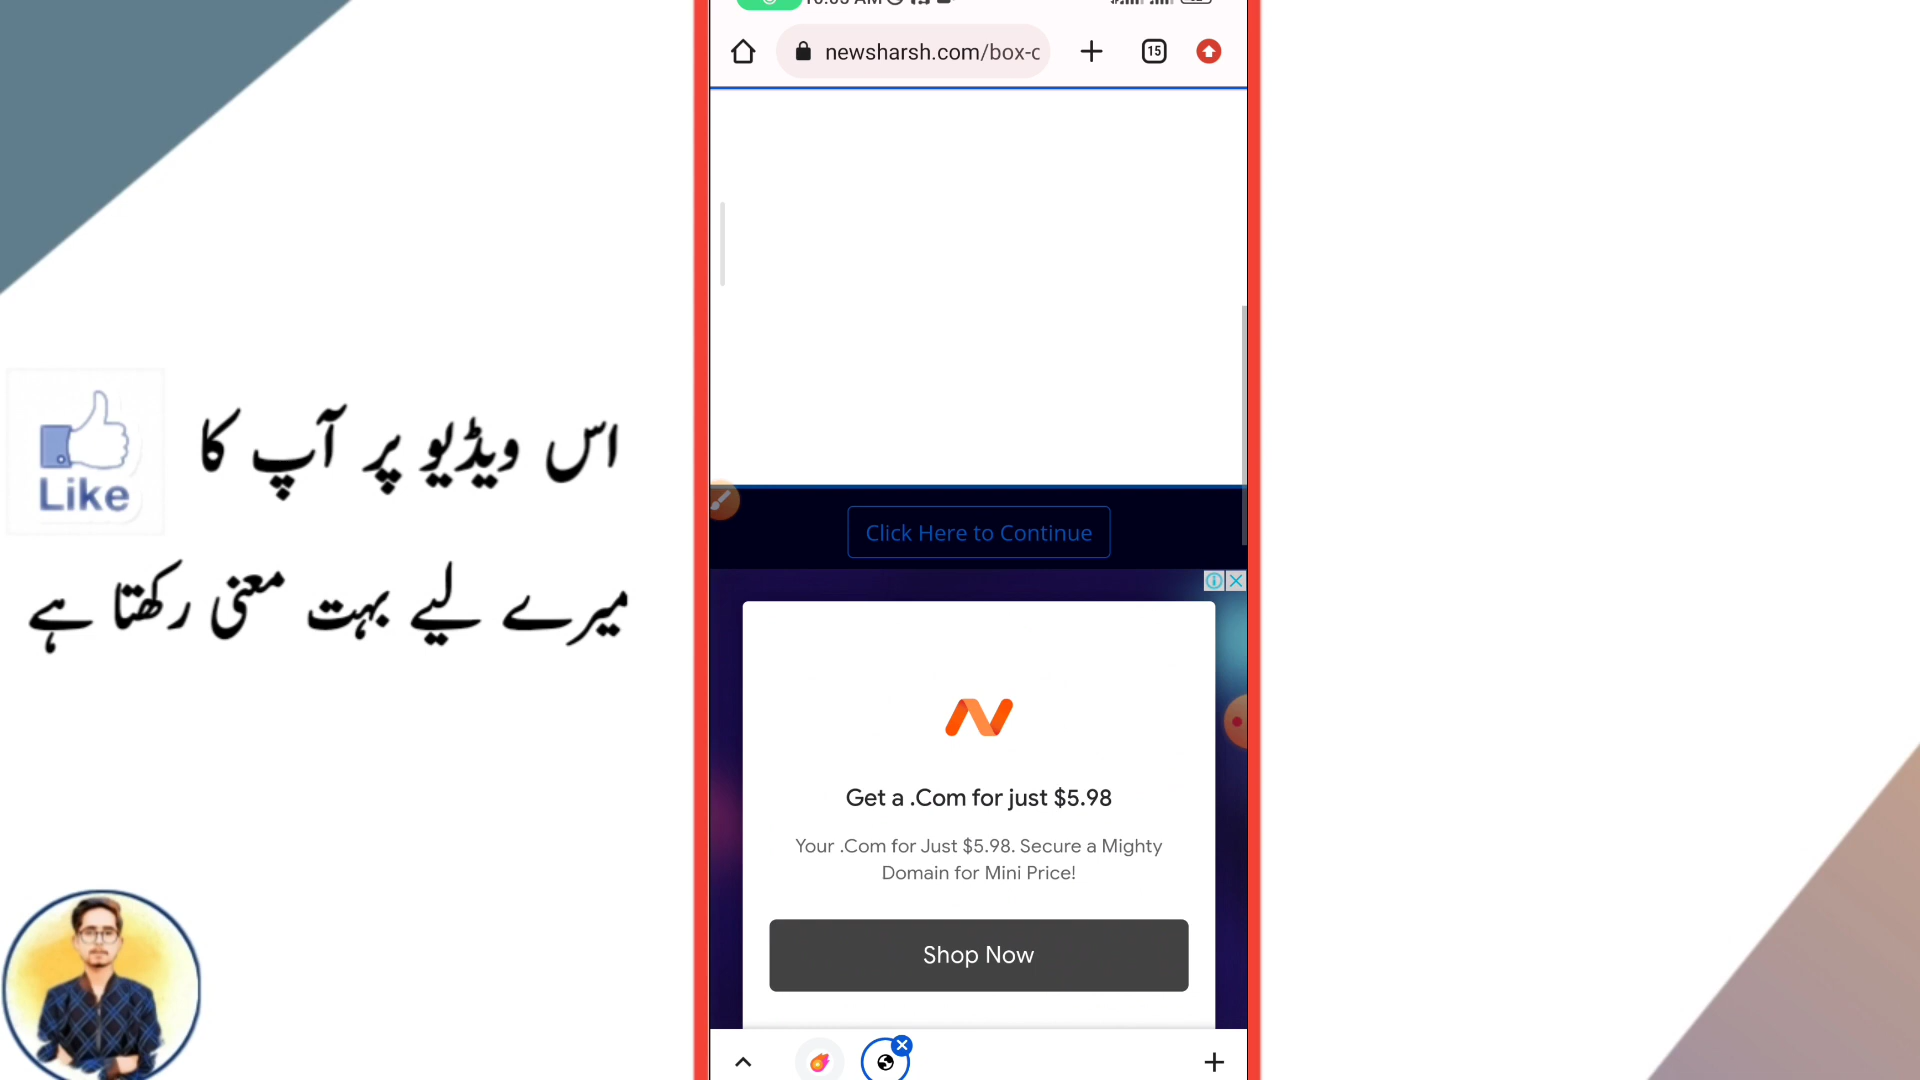 newsharsh.com/box-c
15
اس ویڈیو پر آپ کا
Like
میرے لیے بہت معنی رکھتا ہے
Click Here to Continue
Get a .Com for just $5.98
Your .Com for Just $5.98. Secure a Mighty
Domain for Mini Price!
Shop Now